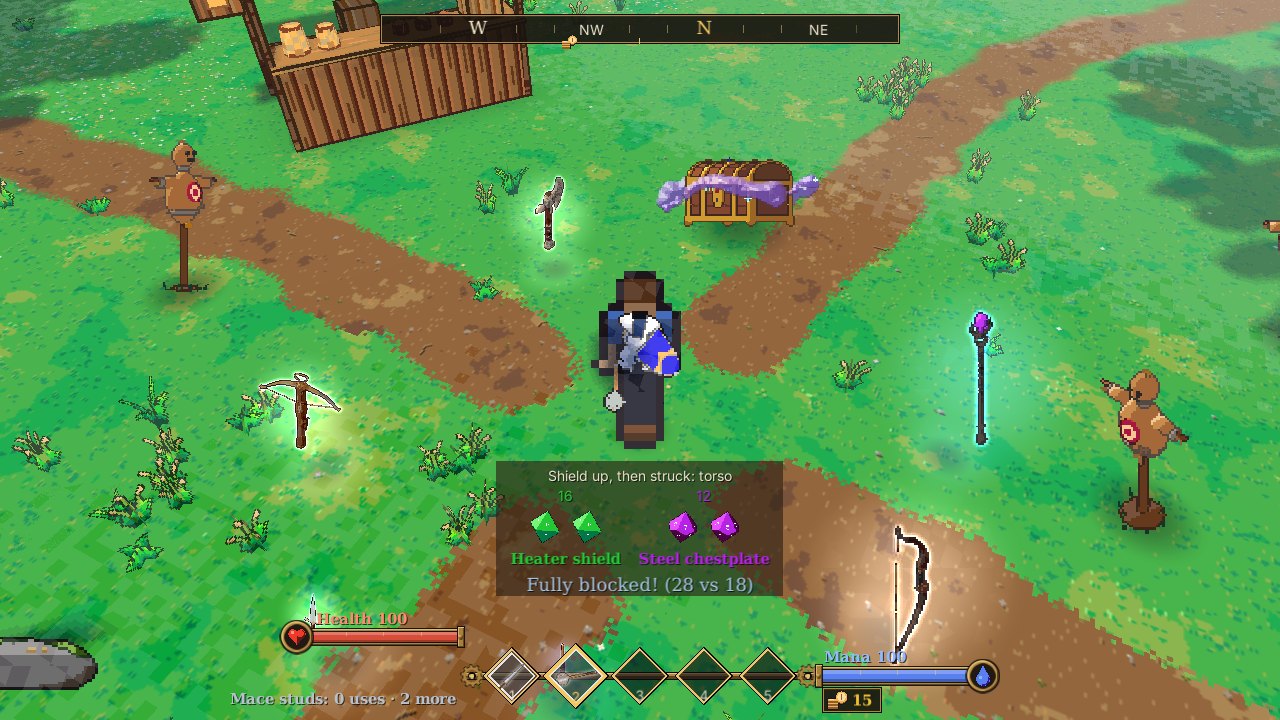 W NW N NE
Shield up, then struck: torso
16 12
Heater shield Steel chestplate
Fully blocked! (28 vs 18)
Health 100
Mana 100
1 2 3 4 5
Mace studs: 0 uses · 2 more
15